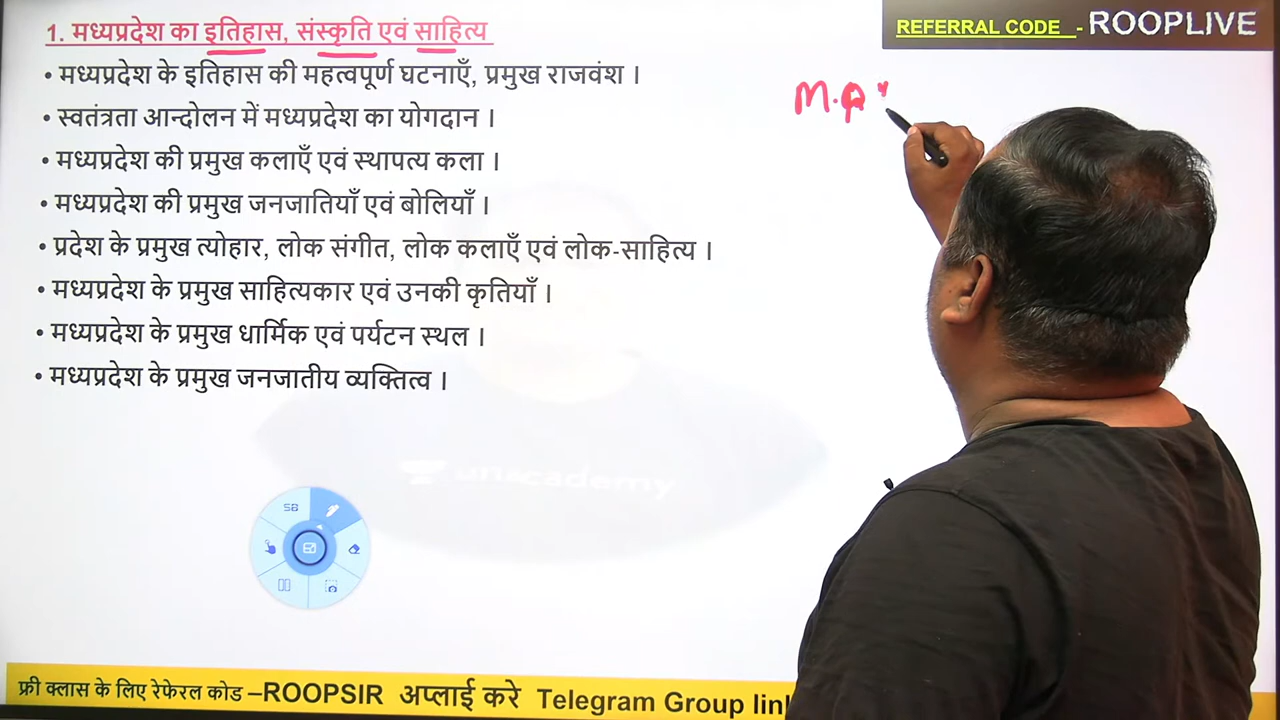 1. मध्यप्रदेश का इतिहास, संस्कृति एवं साहित्य
REFERRAL CODE - ROOPLIVE
• मध्यप्रदेश के इतिहास की महत्वपूर्ण घटनाएँ, प्रमुख राजवंश ।
M.P
• स्वतंत्रता आन्दोलन में मध्यप्रदेश का योगदान ।
• मध्यप्रदेश की प्रमुख कलाएँ एवं स्थापत्य कला ।
• मध्यप्रदेश की प्रमुख जनजातियाँ एवं बोलियाँ ।
• प्रदेश के प्रमुख त्योहार, लोक संगीत, लोक कलाएँ एवं लोक-साहित्य ।
• मध्यप्रदेश के प्रमुख साहित्यकार एवं उनकी कृतियाँ ।
• मध्यप्रदेश के प्रमुख धार्मिक एवं पर्यटन स्थल ।
• मध्यप्रदेश के प्रमुख जनजातीय व्यक्तित्व ।
unacademy
फ्री क्लास के लिए रेफेरल कोड –ROOPSIR अप्लाई करे Telegram Group lin